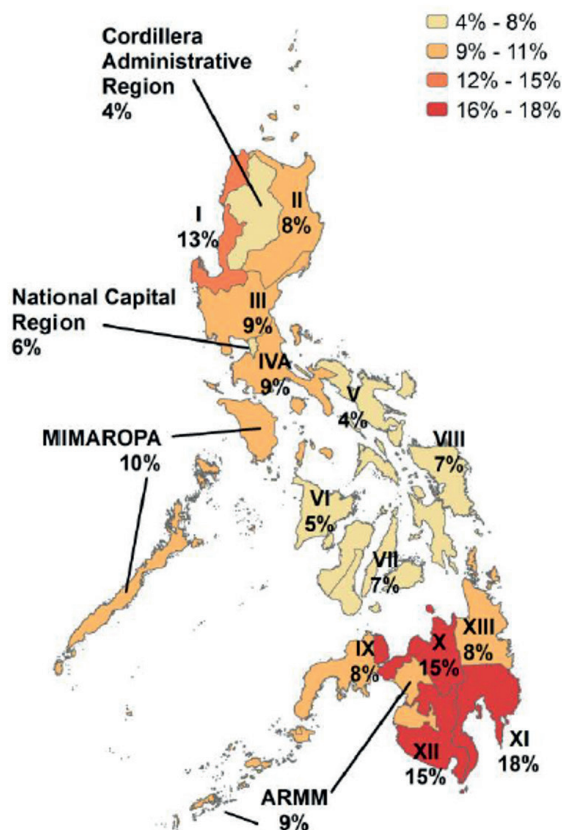 4% - 8%
9% - 11%
12% - 15%
16% - 18%
Cordillera
Administrative
Region
4%
I
13%
II
8%
National Capital
Region
6%
III
9%
IVA
9%
V
4%
MIMAROPA
10%
VIII
7%
VI
5%
VII
7%
IX
8%
X
15%
XIII
8%
XI
18%
XII
15%
ARMM
9%